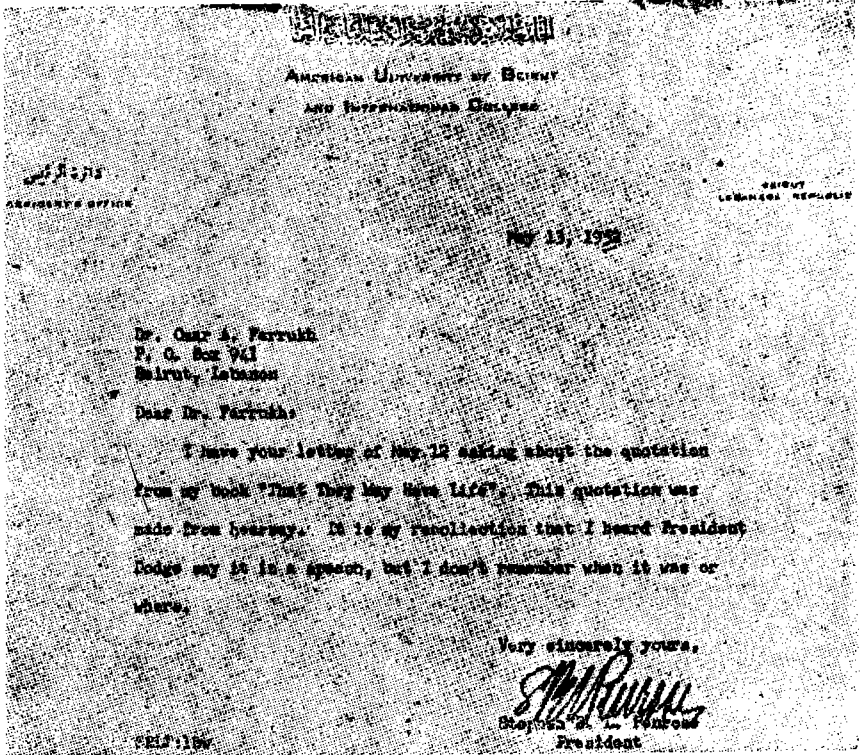 AMERICAN UNIVERSITY OF BEIRUT
AND INTERNATIONAL COLLEGE
PRESIDENT'S OFFICE
BEIRUT
LEBANESE REPUBLIC
May 13, 1952
Dr. Omar A. Farrukh
P. O. Box 941
Beirut, Lebanon
Dear Dr. Farrukh:
I have your letter of May 12 asking about the quotation
from my book "That They May Have Life". This quotation was
made from hearsay. It is my recollection that I heard President
Dodge say it in a speech, but I don't remember when it was or
where.
Very sincerely yours,
Stephen B. L. Penrose
President